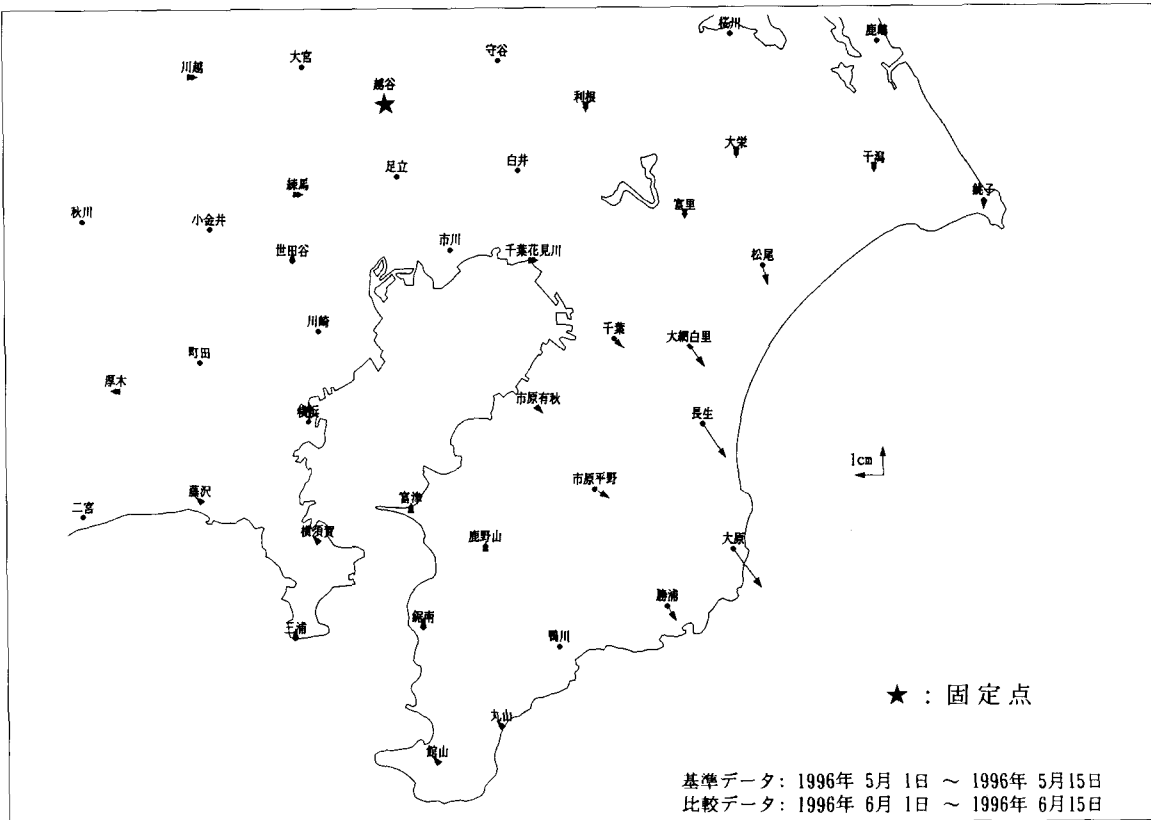 桜川
鹿嶋
守谷
大宮
川越
越谷
利根
大栄
干潟
白井
足立
練馬
銚子
富里
秋川
小金井
市川
世田谷
千葉花見川
松尾
川崎
千葉
大網白里
町田
厚木
市原有秋
横浜
長生
1cm
市原平野
藤沢
富津
二宮
横須賀
鹿野山
大原
勝浦
鋸南
三浦
鴨川
★ : 固定点
丸山
館山
基準データ: 1996年 5月 1日 ～ 1996年 5月15日
比較データ: 1996年 6月 1日 ～ 1996年 6月15日